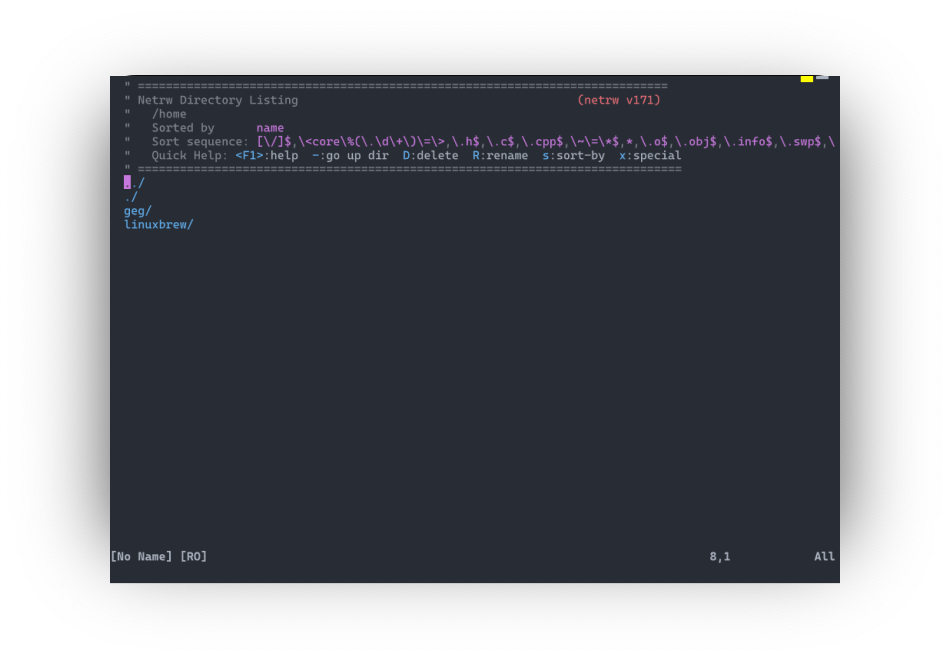 " ============================================================================
" Netrw Directory Listing                                        (netrw v171)
"   /home
"   Sorted by      name
"   Sort sequence: [\/]$,\<core\%(\.\d\+\)\=\>,\.h$,\.c$,\.cpp$,\~\=\*$,*,\.o$,\.obj$,\.info$,\.swp$,\
"   Quick Help: <F1>:help  -:go up dir  D:delete  R:rename  s:sort-by  x:special
" ==============================================================================
../
./
geg/
linuxbrew/
[No Name] [RO]                                                                        8,1            All